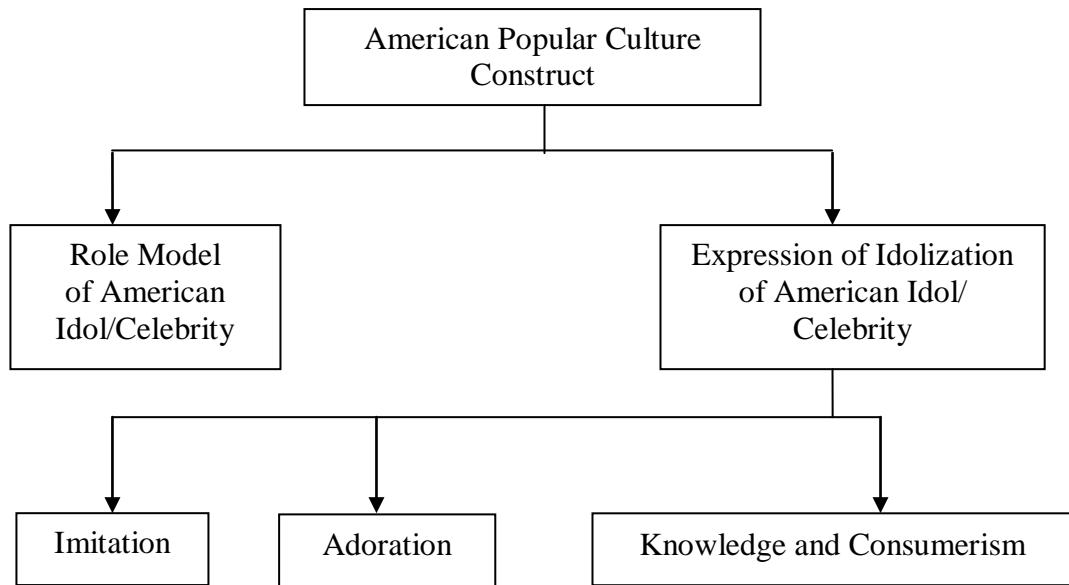 American Popular Culture
Construct
Role Model
of American
Idol/Celebrity
Expression of Idolization
of American Idol/
Celebrity
Imitation
Adoration
Knowledge and Consumerism